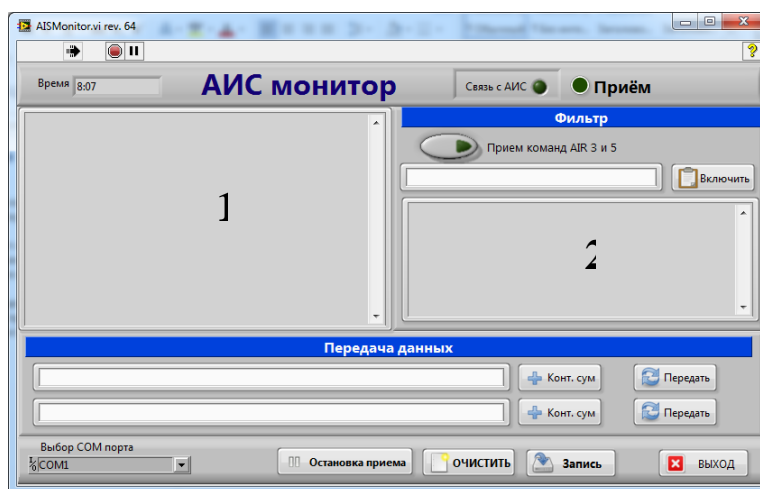 AISMonitor.vi rev. 64
Время 8:07
АИС монитор
Связь с АИС
Приём
Фильтр
Прием команд AIR 3 и 5
Включить
1
2
Передача данных
Конт. сум
Передать
Конт. сум
Передать
Выбор COM порта
COM1
Остановка приема
ОЧИСТИТЬ
Запись
ВЫХОД